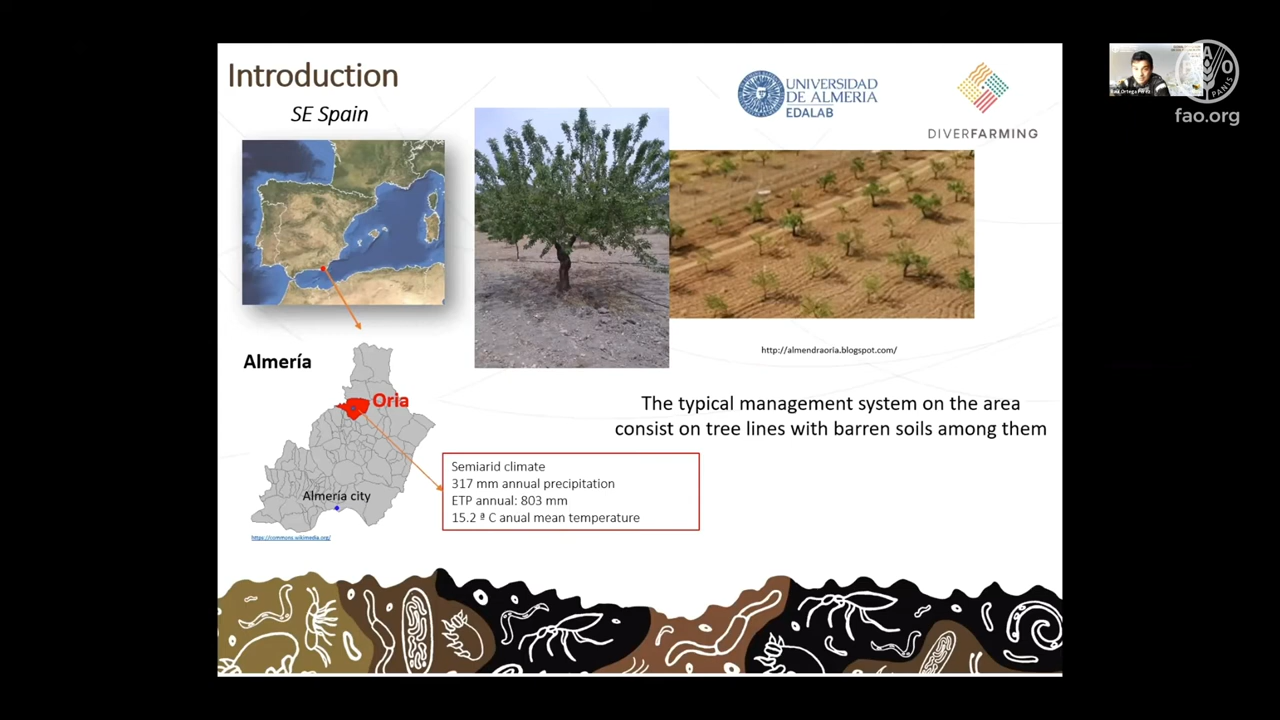 Introduction
SE Spain
UNIVERSIDAD
DE ALMERÍA
EDALAB
DIVERFARMING
fao.org
http://almendraoria.blogspot.com/
Almería
Oria
The typical management system on the area
consist on tree lines with barren soils among them
Semiarid climate
317 mm annual precipitation
ETP annual: 803 mm
15.2 ª C anual mean temperature
Almería city
https://commons.wikimedia.org/